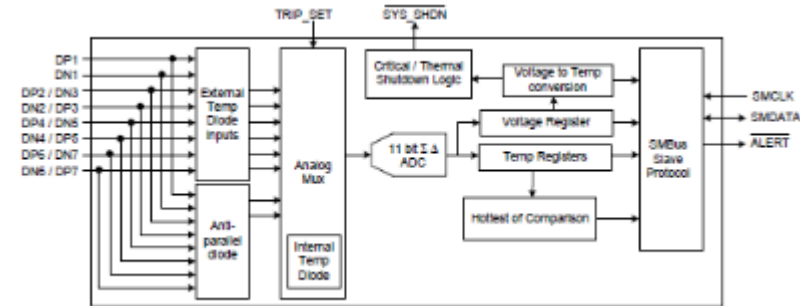 TRIP_SET
SYS_SHDN
DP1
DN1
DP2 / DN3
DN2 / DP3
DP4 / DN5
DN4 / DP5
DP6 / DN7
DN6 / DP7
External
Temp
Diode
Inputs
Anti-
parallel
diode
Analog
Mux
Internal
Temp
Diode
11 bit Σ Δ
ADC
Critical / Thermal
Shutdown Logic
Voltage to Temp
conversion
Voltage Register
Temp Registers
Hottest of Comparison
SMBus
Slave
Protocol
SMCLK
SMDATA
ALERT